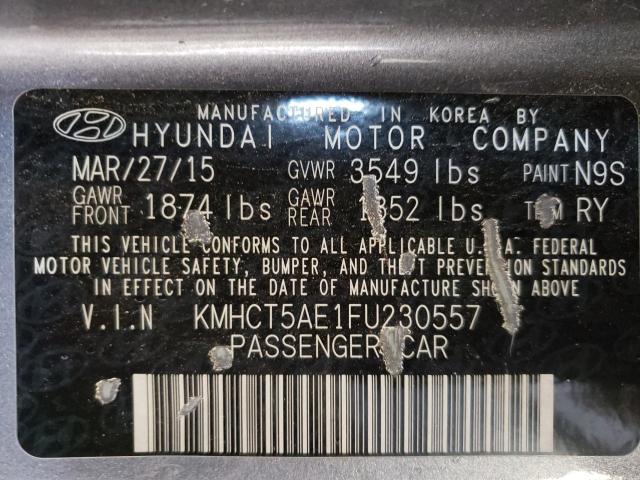 MANUFACTURED IN KOREA BY
HYUNDAI MOTOR COMPANY
MAR/27/15 GVWR 3549 lbs PAINT N9S
GAWR FRONT 1874 lbs GAWR REAR 1852 lbs TRIM RY
THIS VEHICLE CONFORMS TO ALL APPLICABLE U.S.A. FEDERAL
MOTOR VEHICLE SAFETY, BUMPER, AND THEFT PREVENTION STANDARDS
IN EFFECT ON THE DATE OF MANUFACTURE SHOWN ABOVE
V.I.N KMHCT5AE1FU230557
PASSENGER CAR